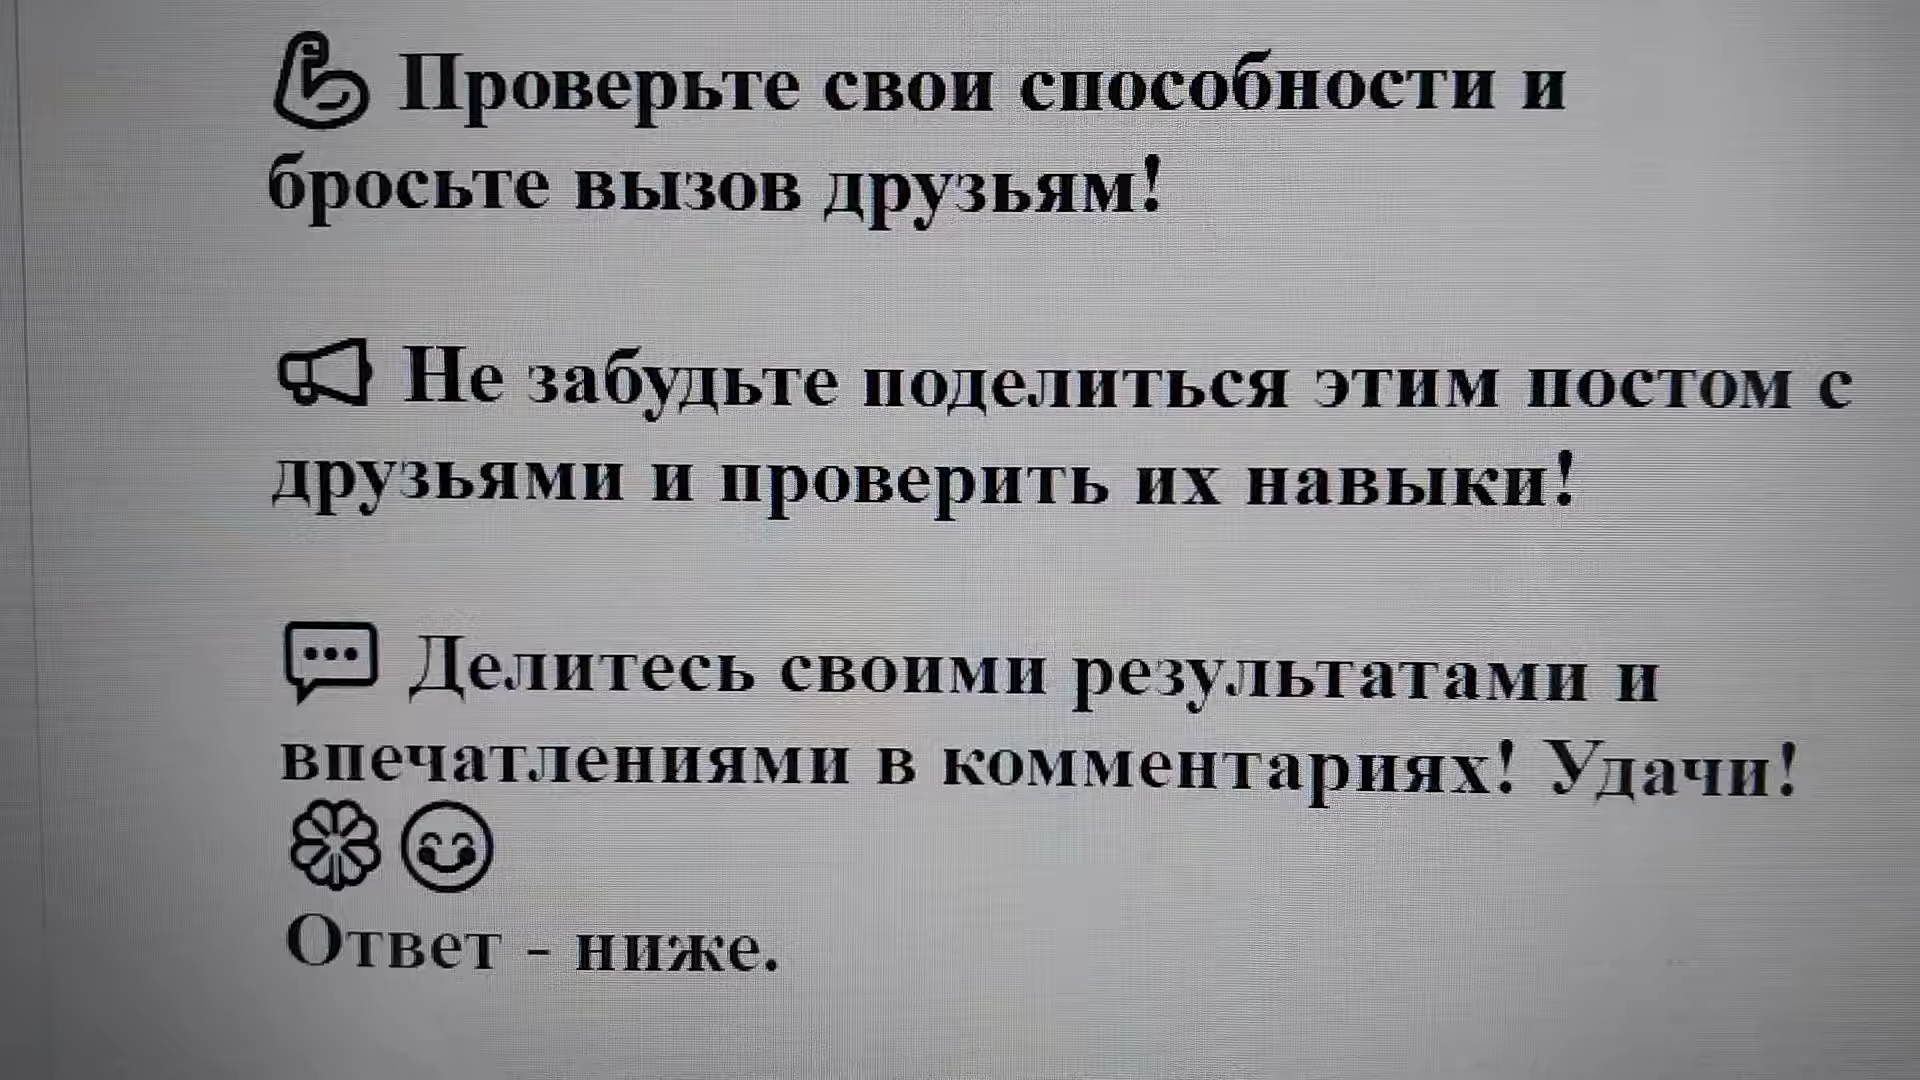 💪 Проверьте свои способности и
бросьте вызов друзьям!
📢 Не забудьте поделиться этим постом с
друзьями и проверить их навыки!
💬 Делитесь своими результатами и
впечатлениями в комментариях! Удачи!
🌼😊
Ответ - ниже.